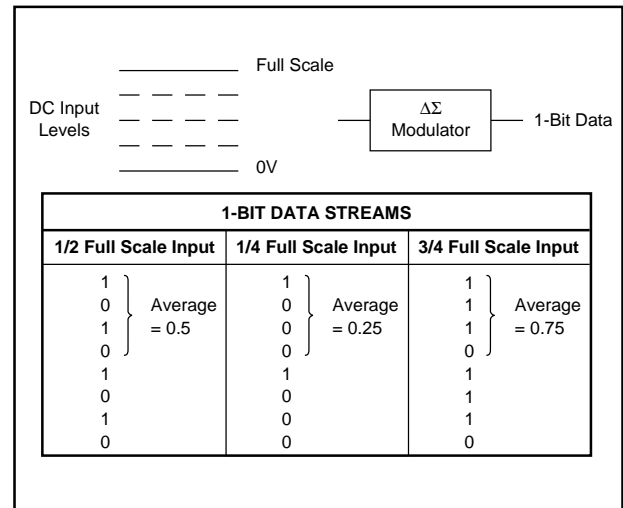 Full Scale
DC Input
Levels
0V
ΔΣ
Modulator
1-Bit Data
1-BIT DATA STREAMS
1/2 Full Scale Input 1/4 Full Scale Input 3/4 Full Scale Input
1 1 1
0 Average 0 Average 1 Average
1 = 0.5 0 = 0.25 1 = 0.75
0 0 0
1 1 1
0 0 1
1 0 1
0 0 0